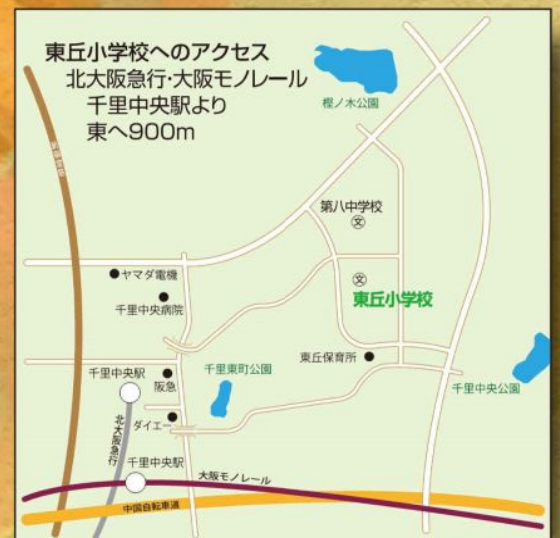 東丘小学校へのアクセス
北大阪急行・大阪モノレール
千里中央駅より
東へ900m
樫ノ木公園
第八中学校
文
ヤマダ電機
千里中央病院
文
東丘小学校
東丘保育所
千里中央駅
阪急
千里東町公園
千里中央公園
北大阪急行
ダイエー
千里中央駅
大阪モノレール
中国自転車道